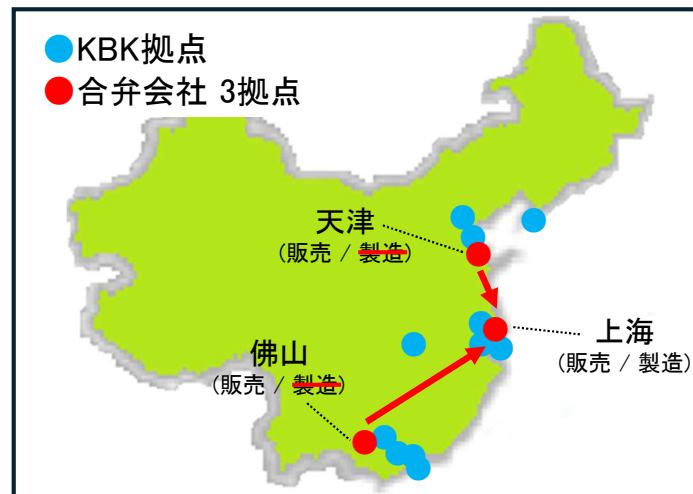 KBK拠点
合弁会社 3拠点
天津
(販売 / 製造)
上海
(販売 / 製造)
佛山
(販売 / 製造)